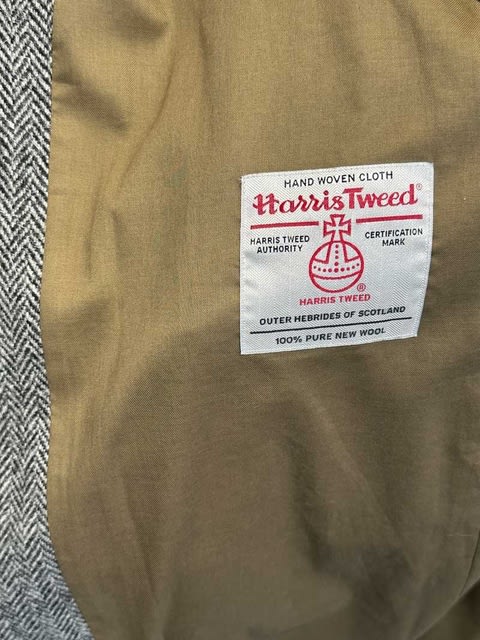 HAND WOVEN CLOTH
Harris Tweed®
HARRIS TWEED AUTHORITY
CERTIFICATION MARK
®
HARRIS TWEED
OUTER HEBRIDES OF SCOTLAND
100% PURE NEW WOOL